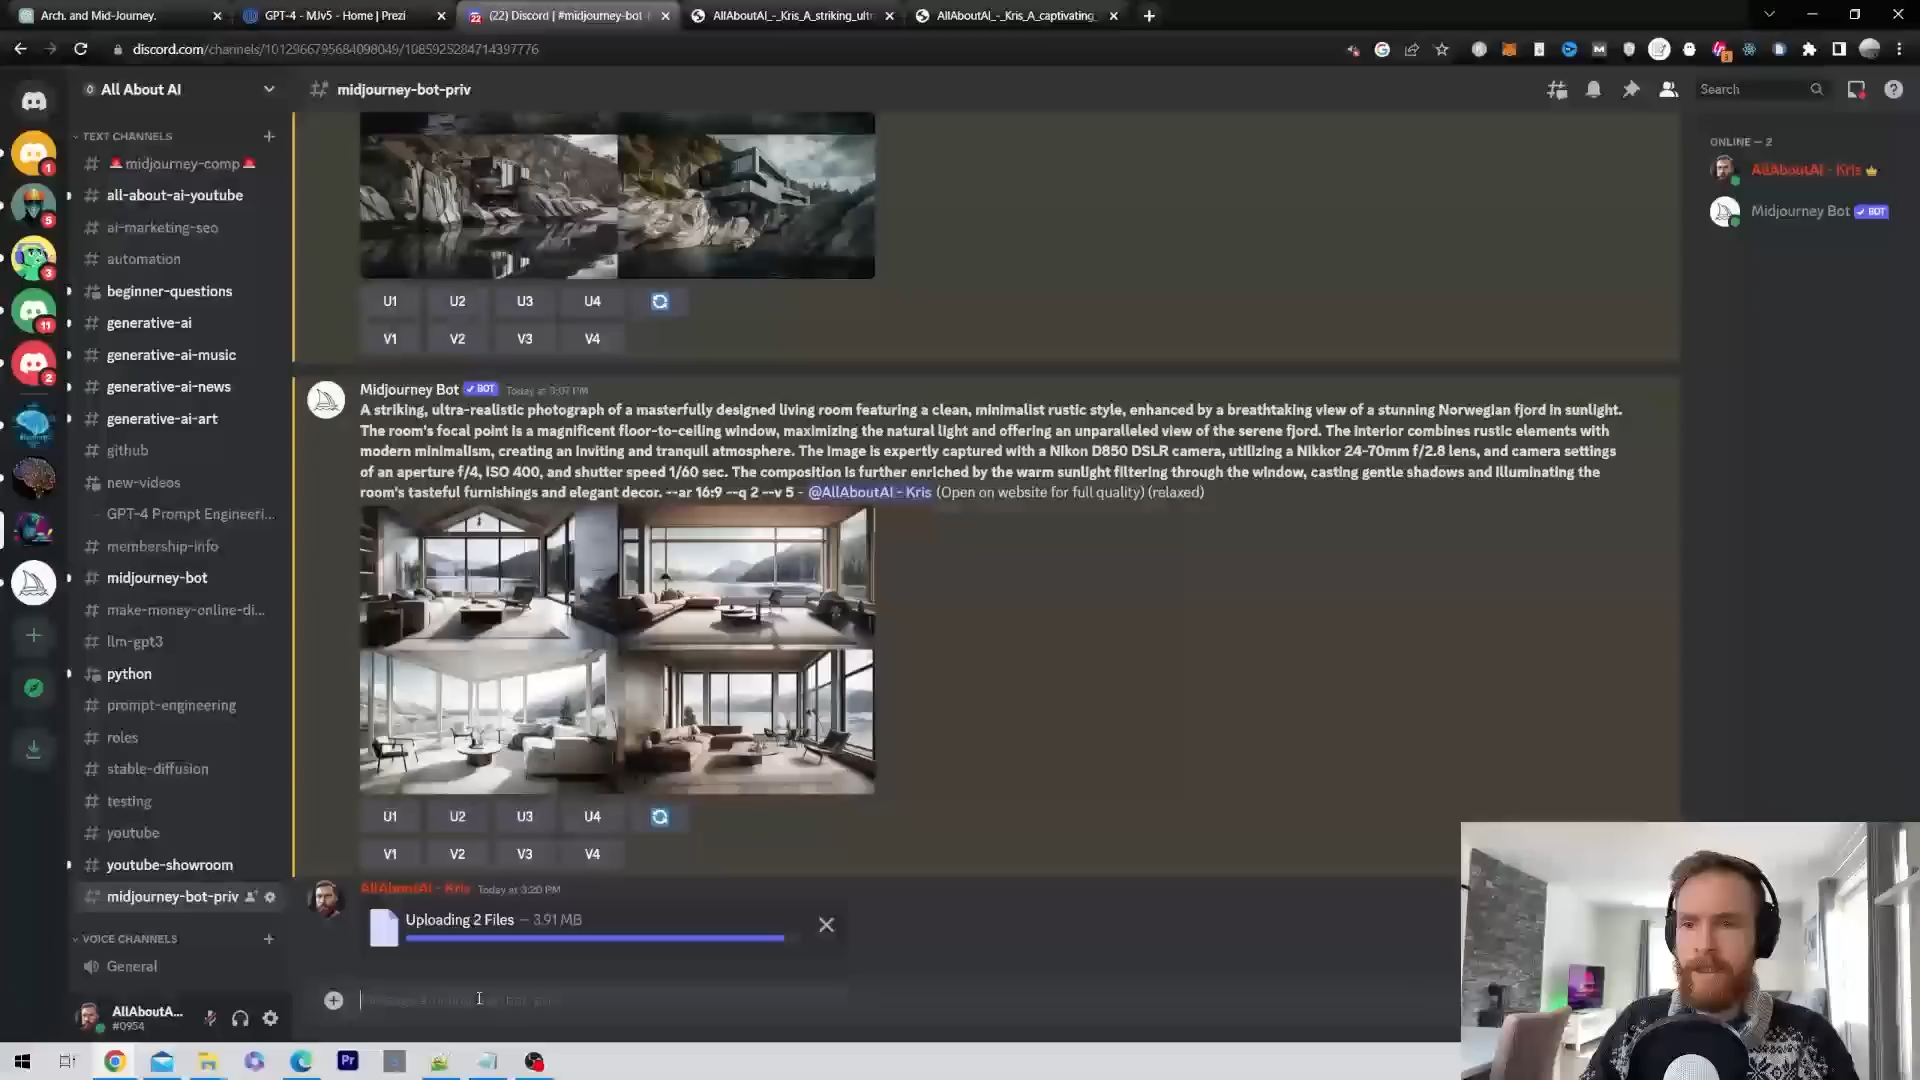 Arch. and Mid-Journey.
GPT-4 - MJv5 - Home | Prezi
(22) Discord | #midjourney-bot
AllAboutAI_-_Kris_A_striking_ultr
AllAboutAI_-_Kris_A_captivating_
discord.com/channels/1012966795684098049/1085925284714397776
All About AI
midjourney-bot-priv
Search
TEXT CHANNELS
midjourney-comp
all-about-ai-youtube
ai-marketing-seo
automation
beginner-questions
generative-ai
generative-ai-music
generative-ai-news
generative-ai-art
github
new-videos
GPT-4 Prompt Engineeri...
membership-info
midjourney-bot
make-money-online-di...
llm-gpt3
python
prompt-engineering
roles
stable-diffusion
testing
youtube
youtube-showroom
midjourney-bot-priv
VOICE CHANNELS
General
AllAboutA...
#0954
1
5
3
11
2
U1 U2 U3 U4
V1 V2 V3 V4
Midjourney Bot BOT Today at 3:07 PM
A striking, ultra-realistic photograph of a masterfully designed living room featuring a clean, minimalist rustic style, enhanced by a breathtaking view of a stunning Norwegian fjord in sunlight.
The room's focal point is a magnificent floor-to-ceiling window, maximizing the natural light and offering an unparalleled view of the serene fjord. The interior combines rustic elements with
modern minimalism, creating an inviting and tranquil atmosphere. The image is expertly captured with a Nikon D850 DSLR camera, utilizing a Nikkor 24-70mm f/2.8 lens, and camera settings
of an aperture f/4, ISO 400, and shutter speed 1/60 sec. The composition is further enriched by the warm sunlight filtering through the window, casting gentle shadows and illuminating the
room's tasteful furnishings and elegant decor. --ar 16:9 --q 2 --v 5 - @AllAboutAI - Kris (Open on website for full quality) (relaxed)
U1 U2 U3 U4
V1 V2 V3 V4
AllAboutAI - Kris Today at 3:20 PM
Uploading 2 Files — 3.91 MB
ONLINE — 2
AllAboutAI - Kris
Midjourney Bot BOT